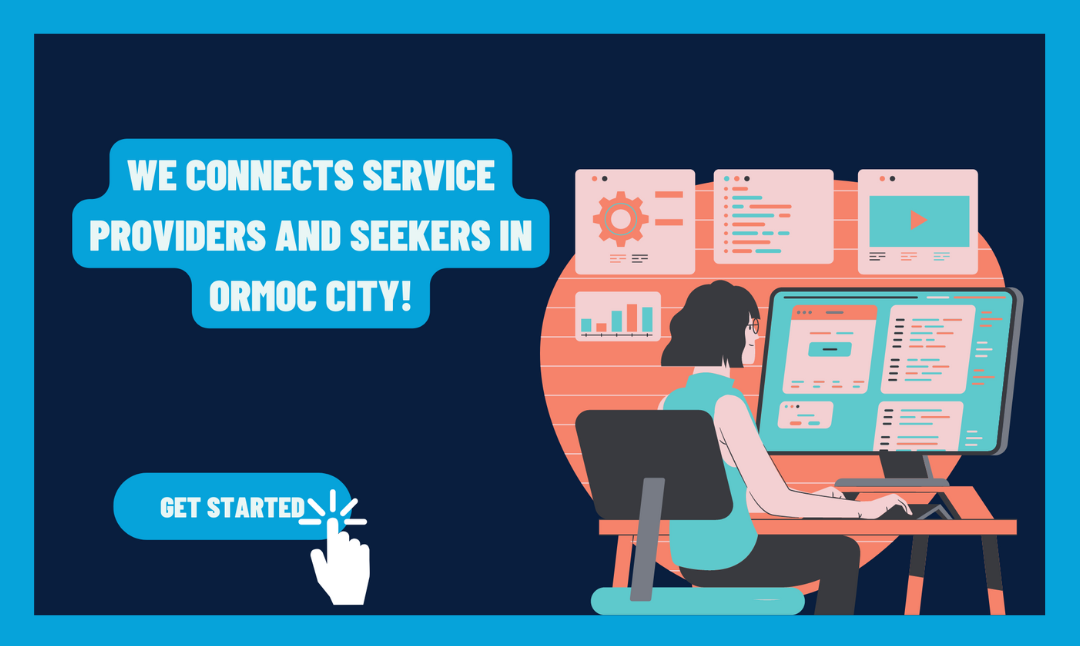 WE CONNECTS SERVICE
PROVIDERS AND SEEKERS IN
ORMOC CITY!
GET STARTED